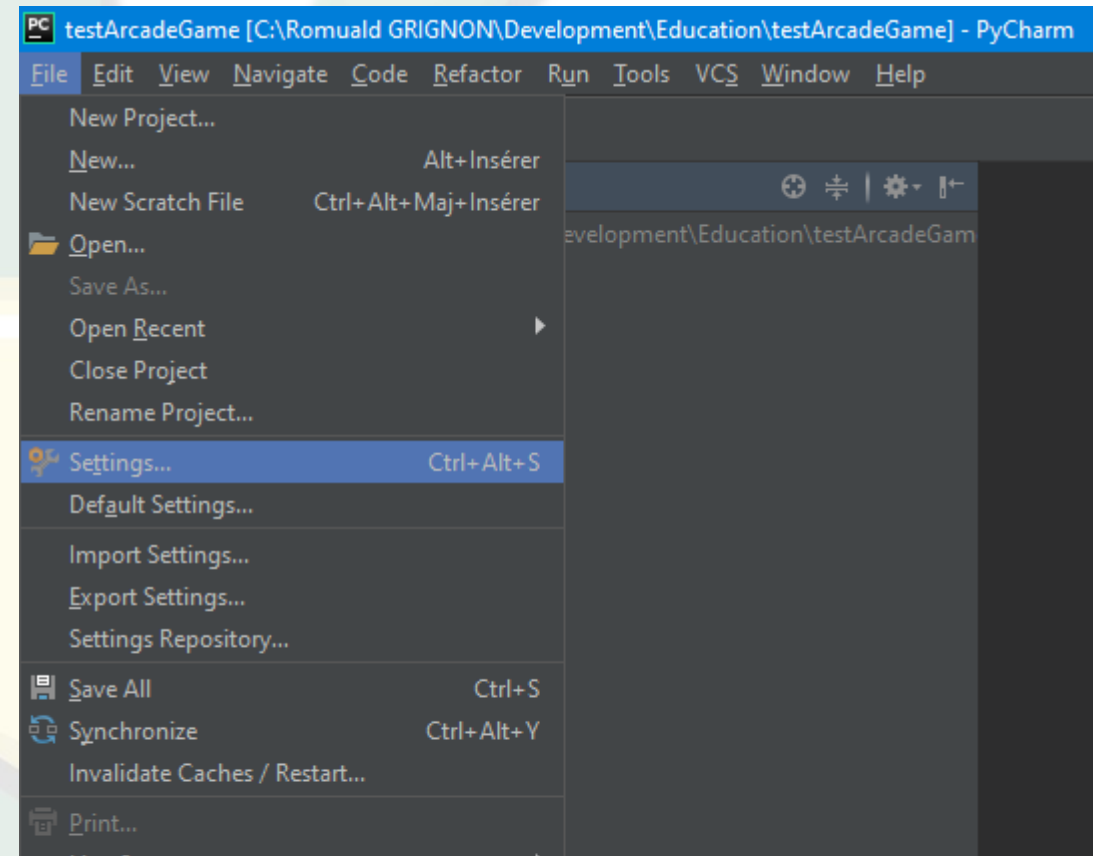 PC testArcadeGame [C:\Romuald GRIGNON\Development\Education\testArcadeGame] - PyCharm
File Edit View Navigate Code Refactor Run Tools VCS Window Help
New Project...
New... Alt+Insérer
New Scratch File Ctrl+Alt+Maj+Insérer
Open... evelopment\Education\testArcadeGam
Save As...
Open Recent
Close Project
Rename Project...
Settings... Ctrl+Alt+S
Default Settings...
Import Settings...
Export Settings...
Settings Repository...
Save All Ctrl+S
Synchronize Ctrl+Alt+Y
Invalidate Caches / Restart...
Print...